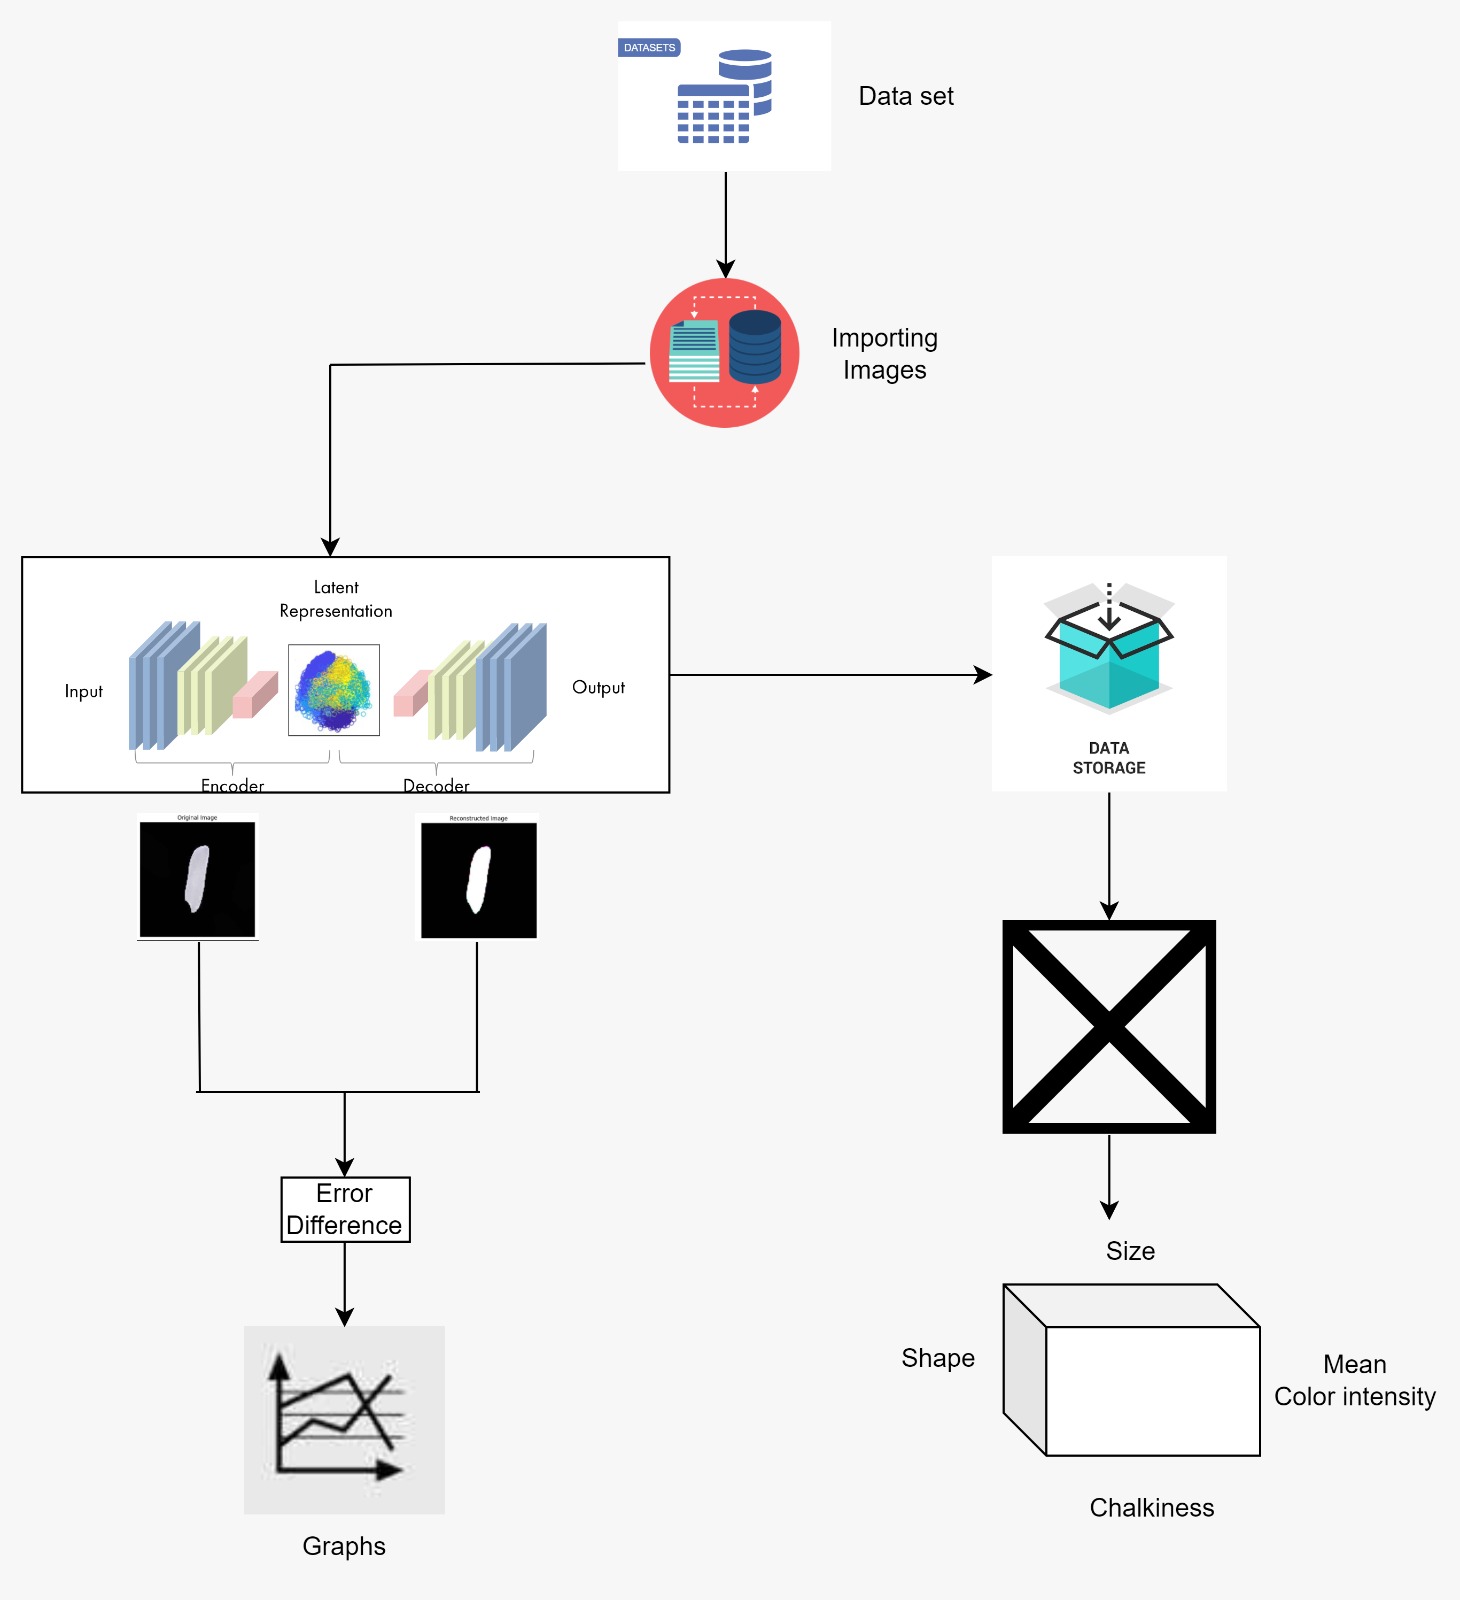 DATASETS
Data set
Importing
Images
Latent
Representation
Input
Output
Encoder
Decoder
DATA
STORAGE
Original Image
Reconstructed Image
Error
Difference
Size
Shape
Mean
Color intensity
Chalkiness
Graphs